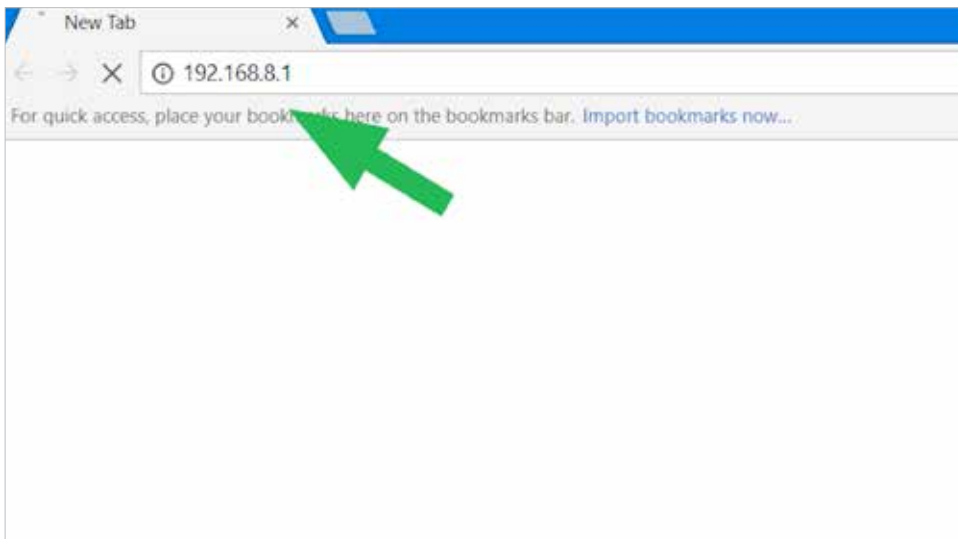 New Tab
192.168.8.1
For quick access, place your bookmarks here on the bookmarks bar. Import bookmarks now...